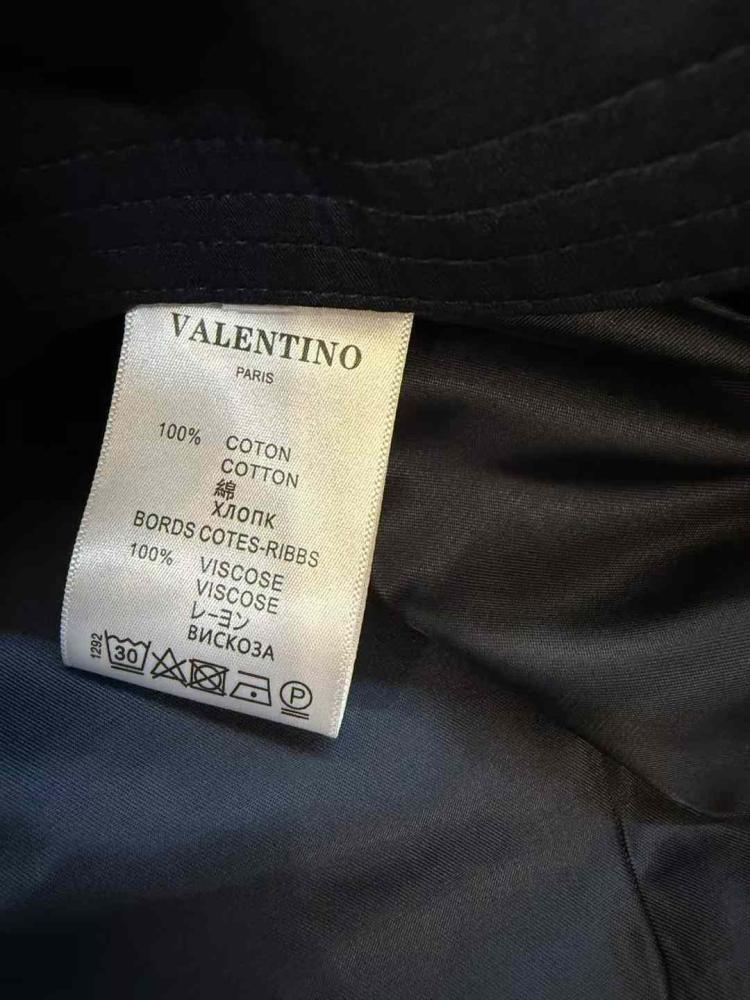 VALENTINO
PARIS
100% COTON
COTTON
綿
ХЛОПК
BORDS COTES-RIBBS
100% VISCOSE
VISCOSE
レーヨン
ВИСКОЗА
1292
30
P